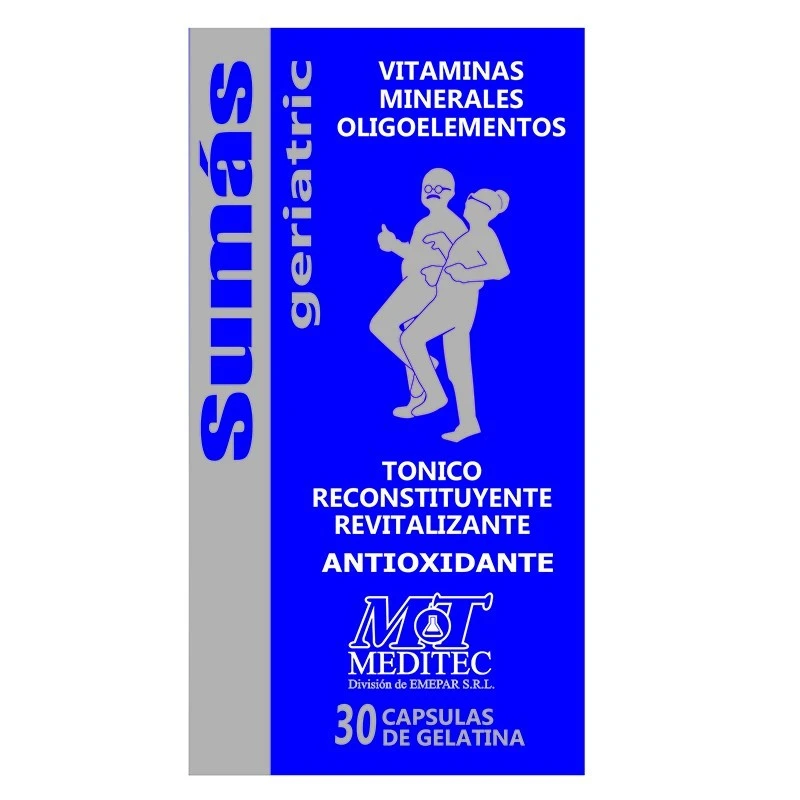 Sumás
geriatric
VITAMINAS
MINERALES
OLIGOELEMENTOS
TONICO
RECONSTITUYENTE
REVITALIZANTE
ANTIOXIDANTE
MT
MEDITEC
División de EMEPAR S.R.L.
30 CAPSULAS
DE GELATINA